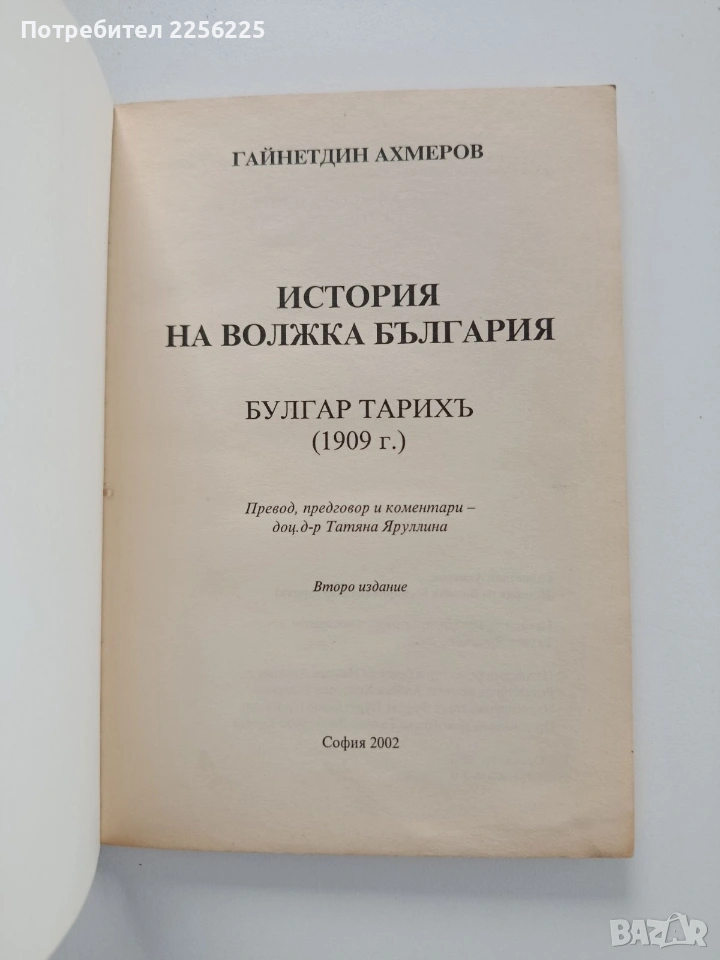 Потребител 2256225
ГАЙНЕТДИН АХМЕРОВ
ИСТОРИЯ
НА ВОЛЖКА БЪЛГАРИЯ
БУЛГАР ТАРИХЪ
(1909 г.)
Превод, предговор и коментари –
доц.д-р Татяна Яруллина
Второ издание
София 2002
BAZAR